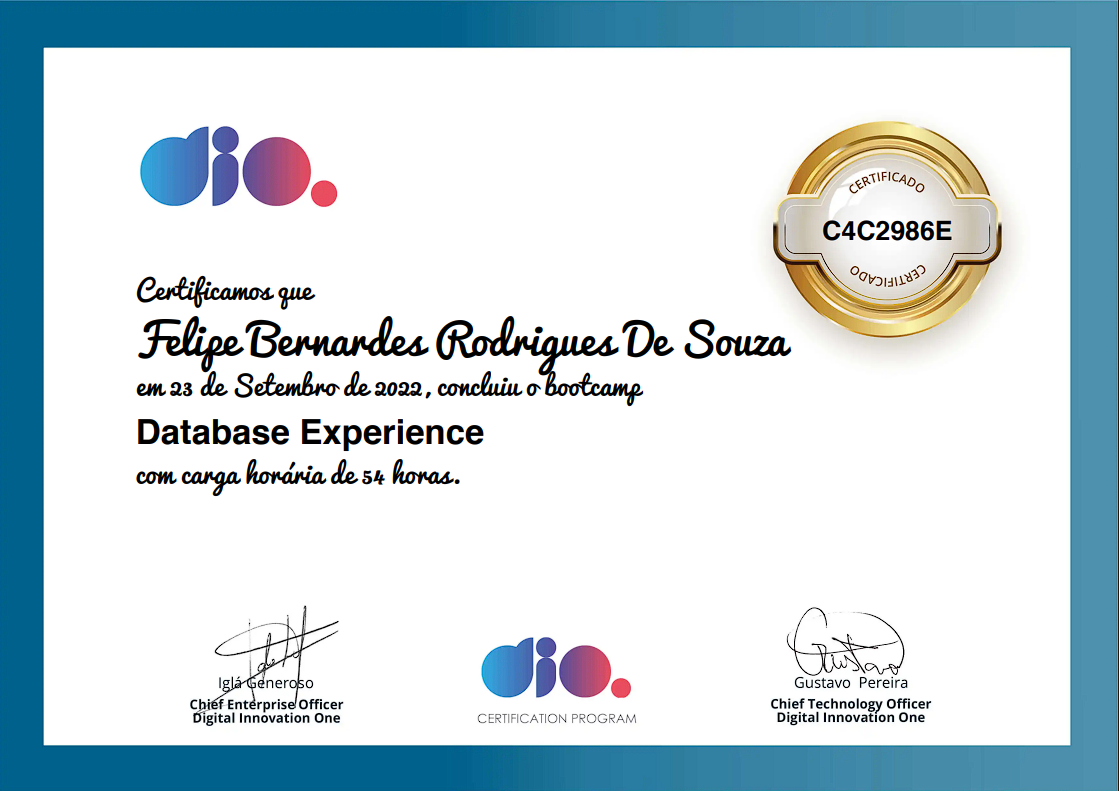 dio.
CERTIFICADO
C4C2986E
CERTIFICADO
Certificamos que
Felipe Bernardes Rodrigues De Souza
em 23 de Setembro de 2022, concluiu o bootcamp
Database Experience
com carga horária de 54 horas.
Iglá Generoso
Chief Enterprise Officer
Digital Innovation One
dio.
CERTIFICATION PROGRAM
Gustavo
Gustavo Pereira
Chief Technology Officer
Digital Innovation One